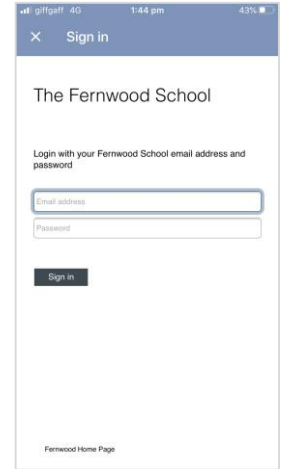 giffgaff 4G 1:44 pm 43%
× Sign in
The Fernwood School
Login with your Fernwood School email address and
password
Email address
Password
Sign in
Fernwood Home Page